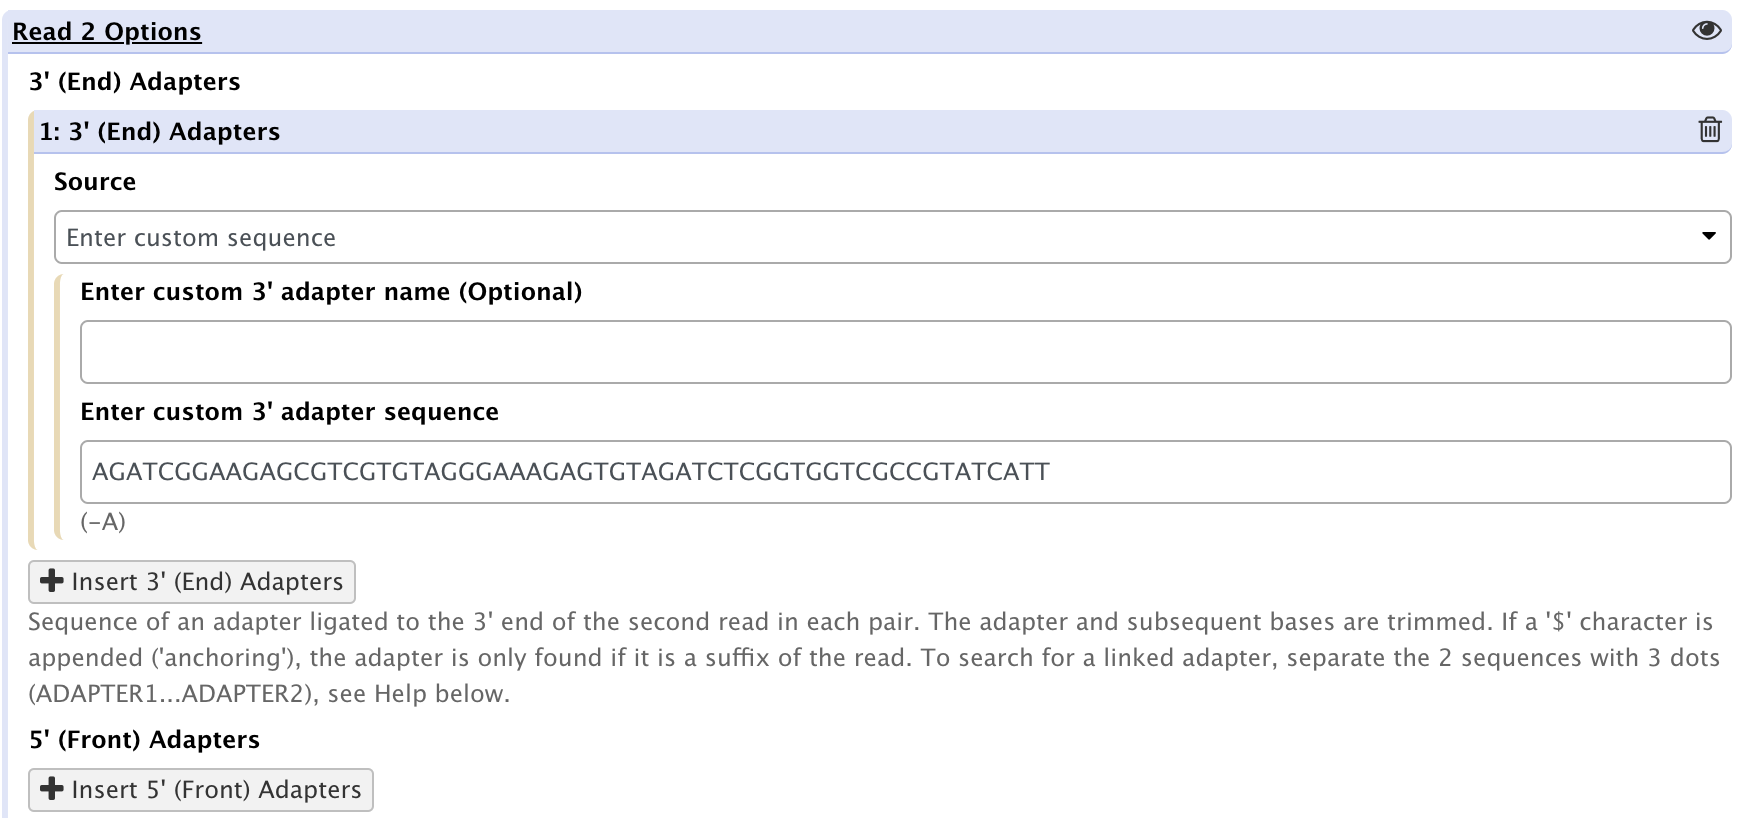 Read 2 Options
3' (End) Adapters
1: 3' (End) Adapters
Source
Enter custom sequence
Enter custom 3' adapter name (Optional)
Enter custom 3' adapter sequence
AGATCGGAAGAGCGTCGTGTAGGGAAAGAGTGTAGATCTCGGTGGTCGCCGTATCATT
(-A)
Insert 3' (End) Adapters
Sequence of an adapter ligated to the 3' end of the second read in each pair. The adapter and subsequent bases are trimmed. If a '$' character is
appended ('anchoring'), the adapter is only found if it is a suffix of the read. To search for a linked adapter, separate the 2 sequences with 3 dots
(ADAPTER1...ADAPTER2), see Help below.
5' (Front) Adapters
Insert 5' (Front) Adapters